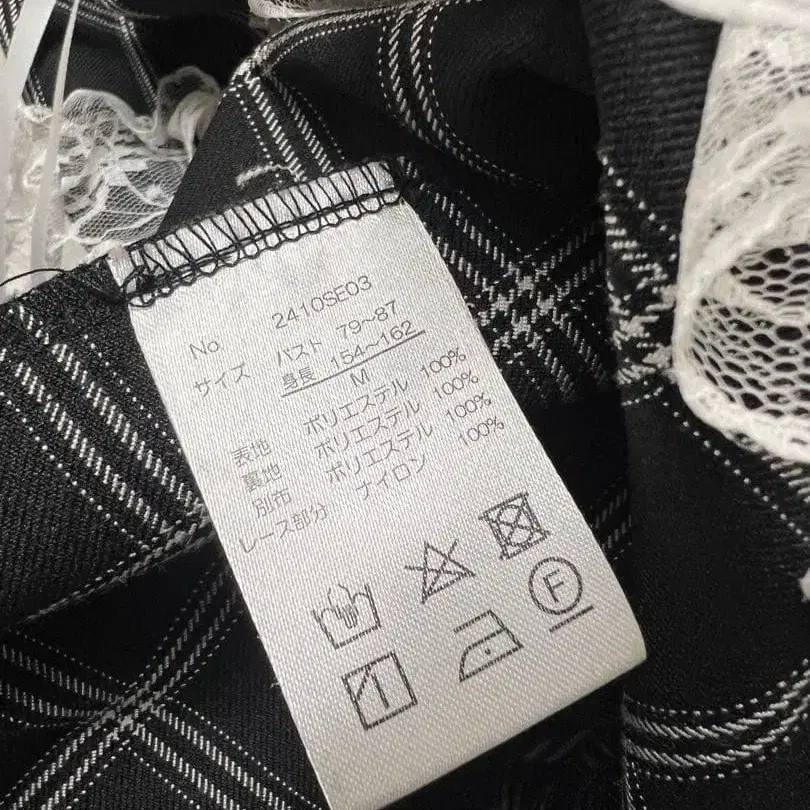 No. 2410SE03
サイズ バスト 79~87
身長 154~162
M
表地 ポリエステル 100%
裏地 ポリエステル 100%
別布 ポリエステル 100%
レース部分 ナイロン 100%
F